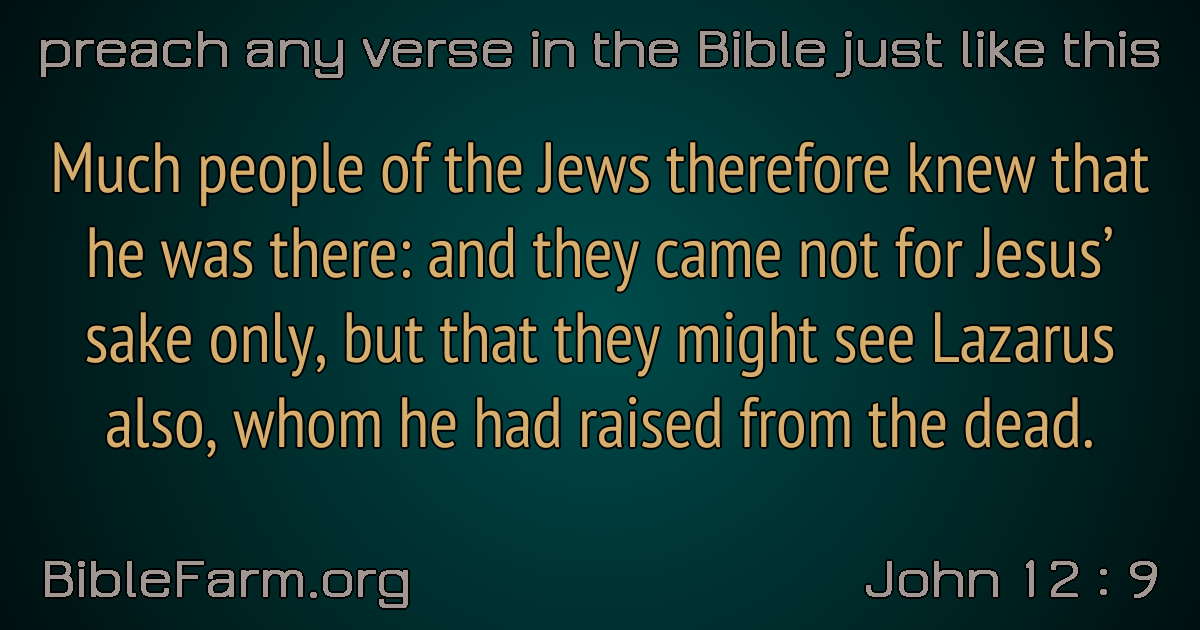 preach any verse in the Bible just like this
Much people of the Jews therefore knew that
he was there: and they came not for Jesus’
sake only, but that they might see Lazarus
also, whom he had raised from the dead.
BibleFarm.org
John 12 : 9